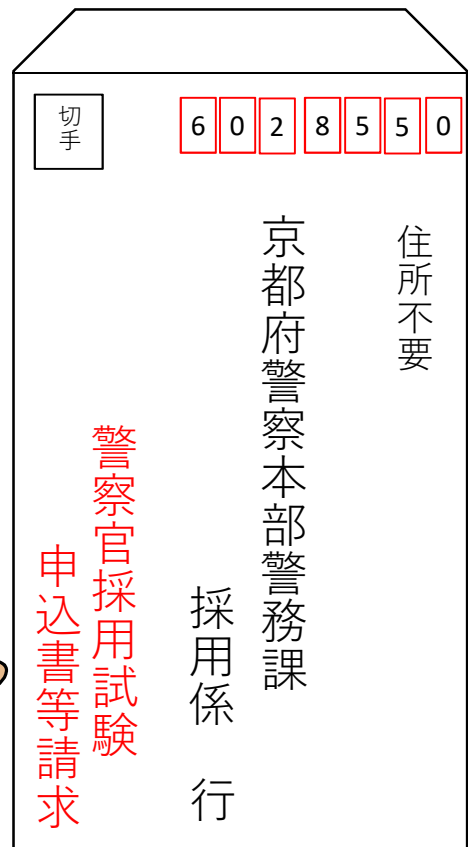 切手
6028550
住所不要
京都府警察本部警務課
採用係 行
警察官採用試験
申込書等請求